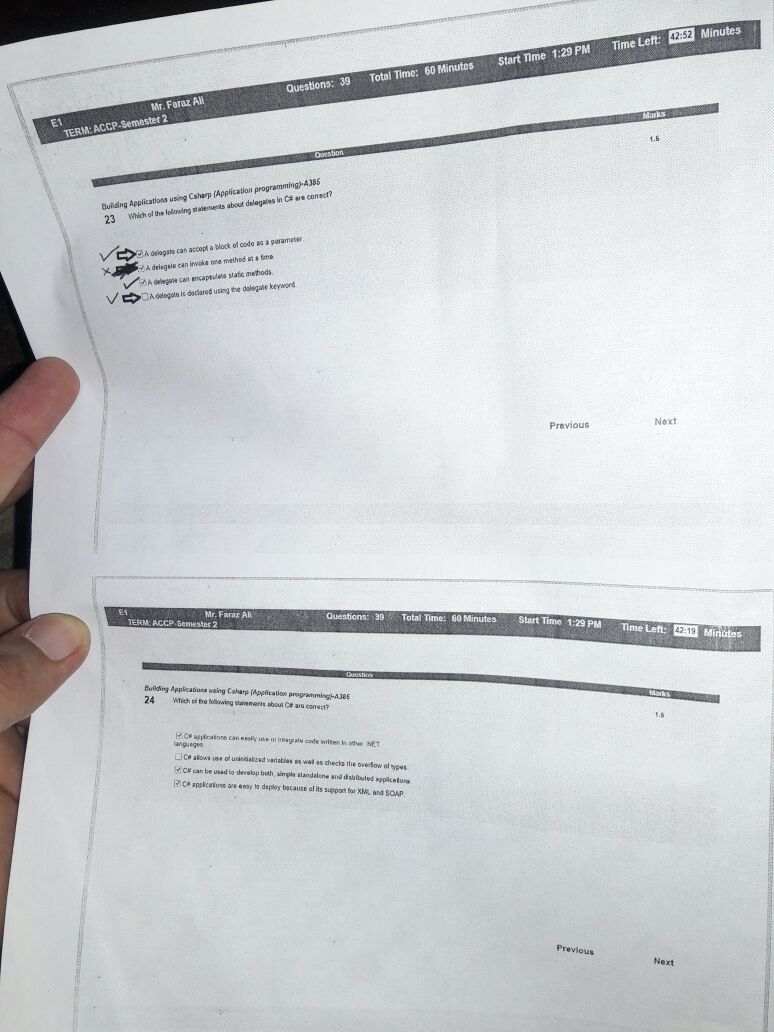 E1 Mr. Faraz Ali Questions: 39 Total Time: 60 Minutes Start Time 1:29 PM Time Left: 42:52 Minutes
TERM: ACCP-Semester 2
Question Marks
1.5
Building Applications using Csharp (Application programming)-A385
23 Which of the following statements about delegates in C# are correct?
A delegate can accept a block of code as a parameter.
A delegate can invoke one method at a time.
A delegate can encapsulate static methods.
A delegate is declared using the delegate keyword.
Previous Next
E1 Mr. Faraz Ali Questions: 39 Total Time: 60 Minutes Start Time 1:29 PM Time Left: 42:19 Minutes
TERM: ACCP-Semester 2
Question Marks
Building Applications using Csharp (Application programming)-A385
24 Which of the following statements about C# are correct? 1.5
C# applications can easily use or integrate code written in other .NET
languages.
C# allows use of uninitialized variables as well as checks the overflow of types.
C# can be used to develop both, simple standalone and distributed applications.
C# applications are easy to deploy because of its support for XML and SOAP.
Previous Next